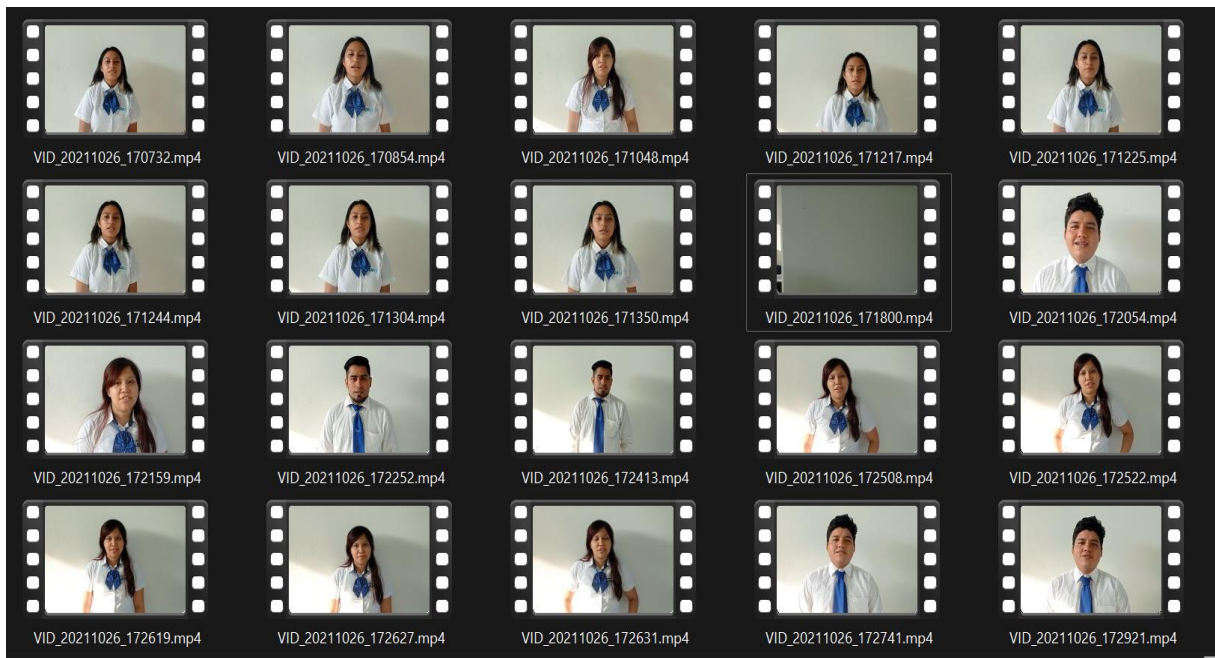 VID_20211026_170732.mp4
VID_20211026_170854.mp4
VID_20211026_171048.mp4
VID_20211026_171217.mp4
VID_20211026_171225.mp4
VID_20211026_171244.mp4
VID_20211026_171304.mp4
VID_20211026_171350.mp4
VID_20211026_171800.mp4
VID_20211026_172054.mp4
VID_20211026_172159.mp4
VID_20211026_172252.mp4
VID_20211026_172413.mp4
VID_20211026_172508.mp4
VID_20211026_172522.mp4
VID_20211026_172619.mp4
VID_20211026_172627.mp4
VID_20211026_172631.mp4
VID_20211026_172741.mp4
VID_20211026_172921.mp4